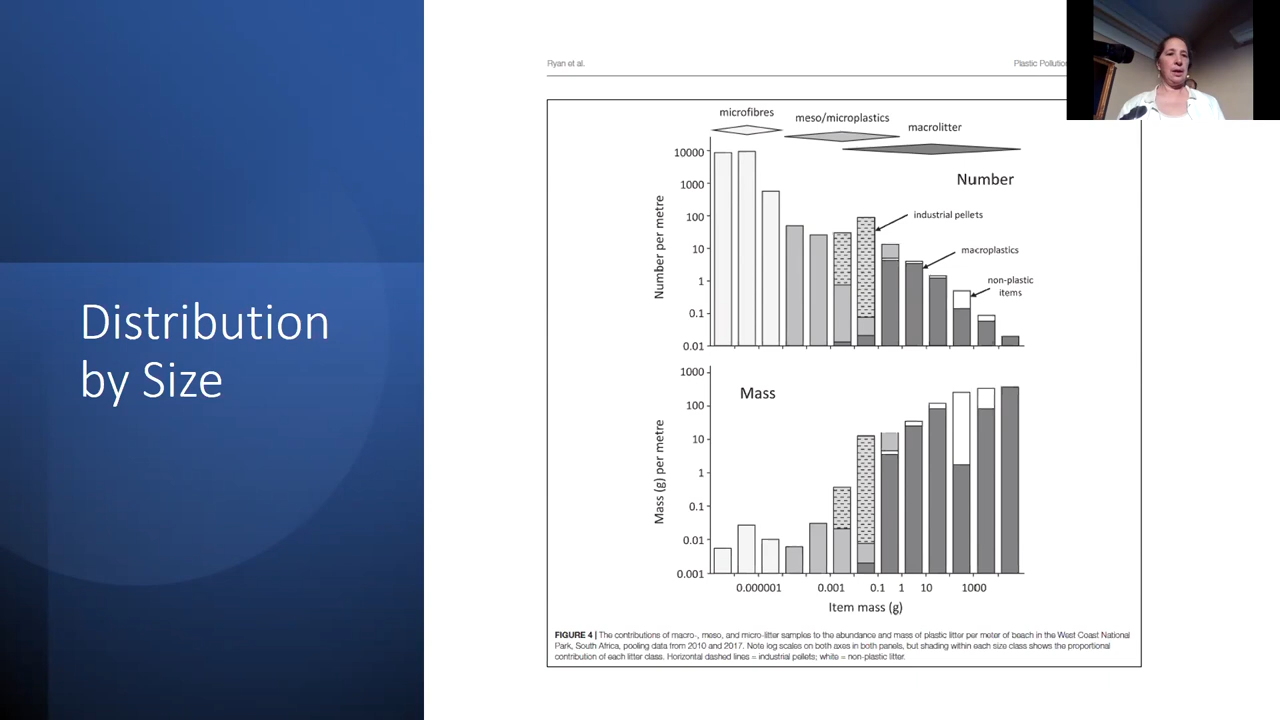 Distribution
by Size
Ryan et al.
Plastic Pollution
microfibres
meso/microplastics
macrolitter
Number
Number per metre
10000
1000
100
10
1
0.1
0.01
industrial pellets
macroplastics
non-plastic
items
Mass
Mass (g) per metre
1000
100
10
1
0.1
0.01
0.001
0.000001 0.001 0.1 1 10 1000
Item mass (g)
FIGURE 4 | The contributions of macro-, meso, and micro-litter samples to the abundance and mass of plastic litter per meter of beach in the West Coast National
Park, South Africa, pooling data from 2010 and 2017. Note log scales on both axes in both panels, but shading within each size class shows the proportional
contribution of each litter class. Horizontal dashed lines = industrial pellets; white = non-plastic litter.